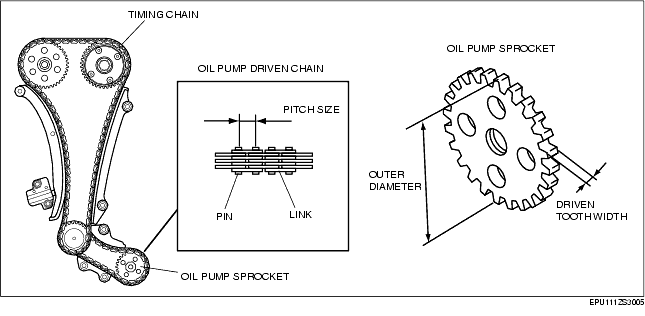 TIMING CHAIN
OIL PUMP DRIVEN CHAIN
PITCH SIZE
PIN
LINK
OIL PUMP SPROCKET
OIL PUMP SPROCKET
OUTER
DIAMETER
DRIVEN
TOOTH WIDTH
EPU111ZS3005